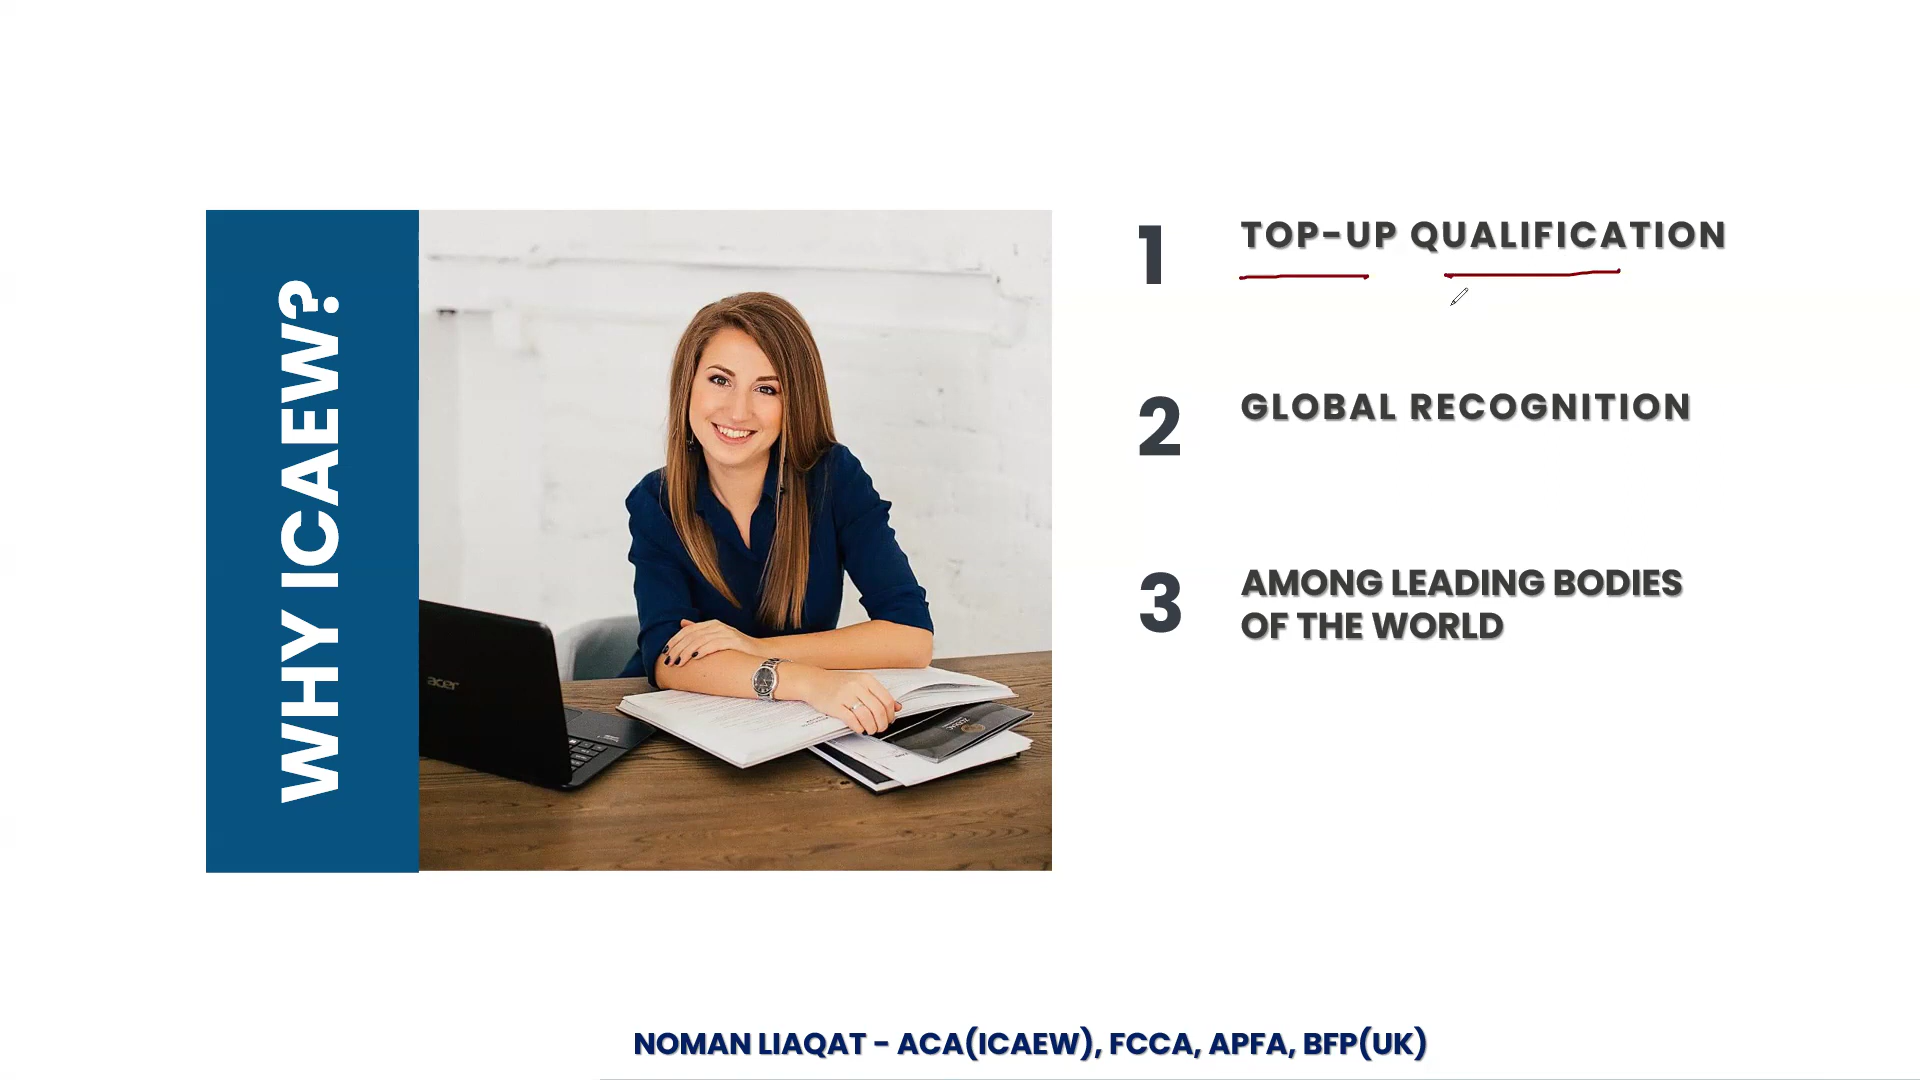 WHY ICAEW?
acer
1
TOP-UP QUALIFICATION
2
GLOBAL RECOGNITION
3
AMONG LEADING BODIES
OF THE WORLD
NOMAN LIAQAT - ACA(ICAEW), FCCA, APFA, BFP(UK)